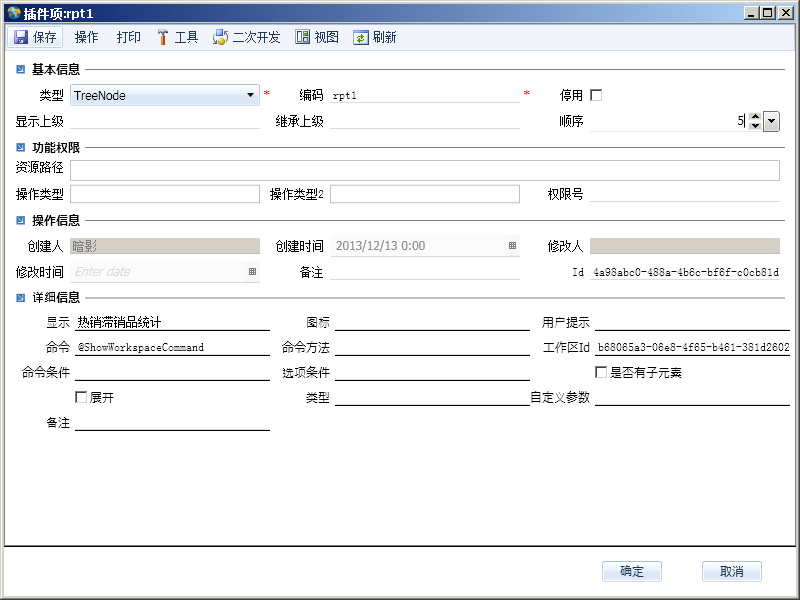 插件项:rpt1
保存 操作 打印 工具 二次开发 视图 刷新
基本信息
类型 TreeNode * 编码 rpt1 * 停用
显示上级 继承上级 顺序 5
功能权限
资源路径
操作类型 操作类型2 权限号
操作信息
创建人 暗影 创建时间 2013/12/13 0:00 修改人
修改时间 Enter date 备注 Id 4a98abc0-488a-4b6c-bf6f-c0cb81d
详细信息
显示 热销滞销品统计 图标 用户提示
命令 @ShowWorkspaceCommand 命令方法 工作区Id b68065a3-06e8-4f65-b461-381d2602
命令条件 选项条件 是否有子元素
展开 类型 自定义参数
备注
确定 取消